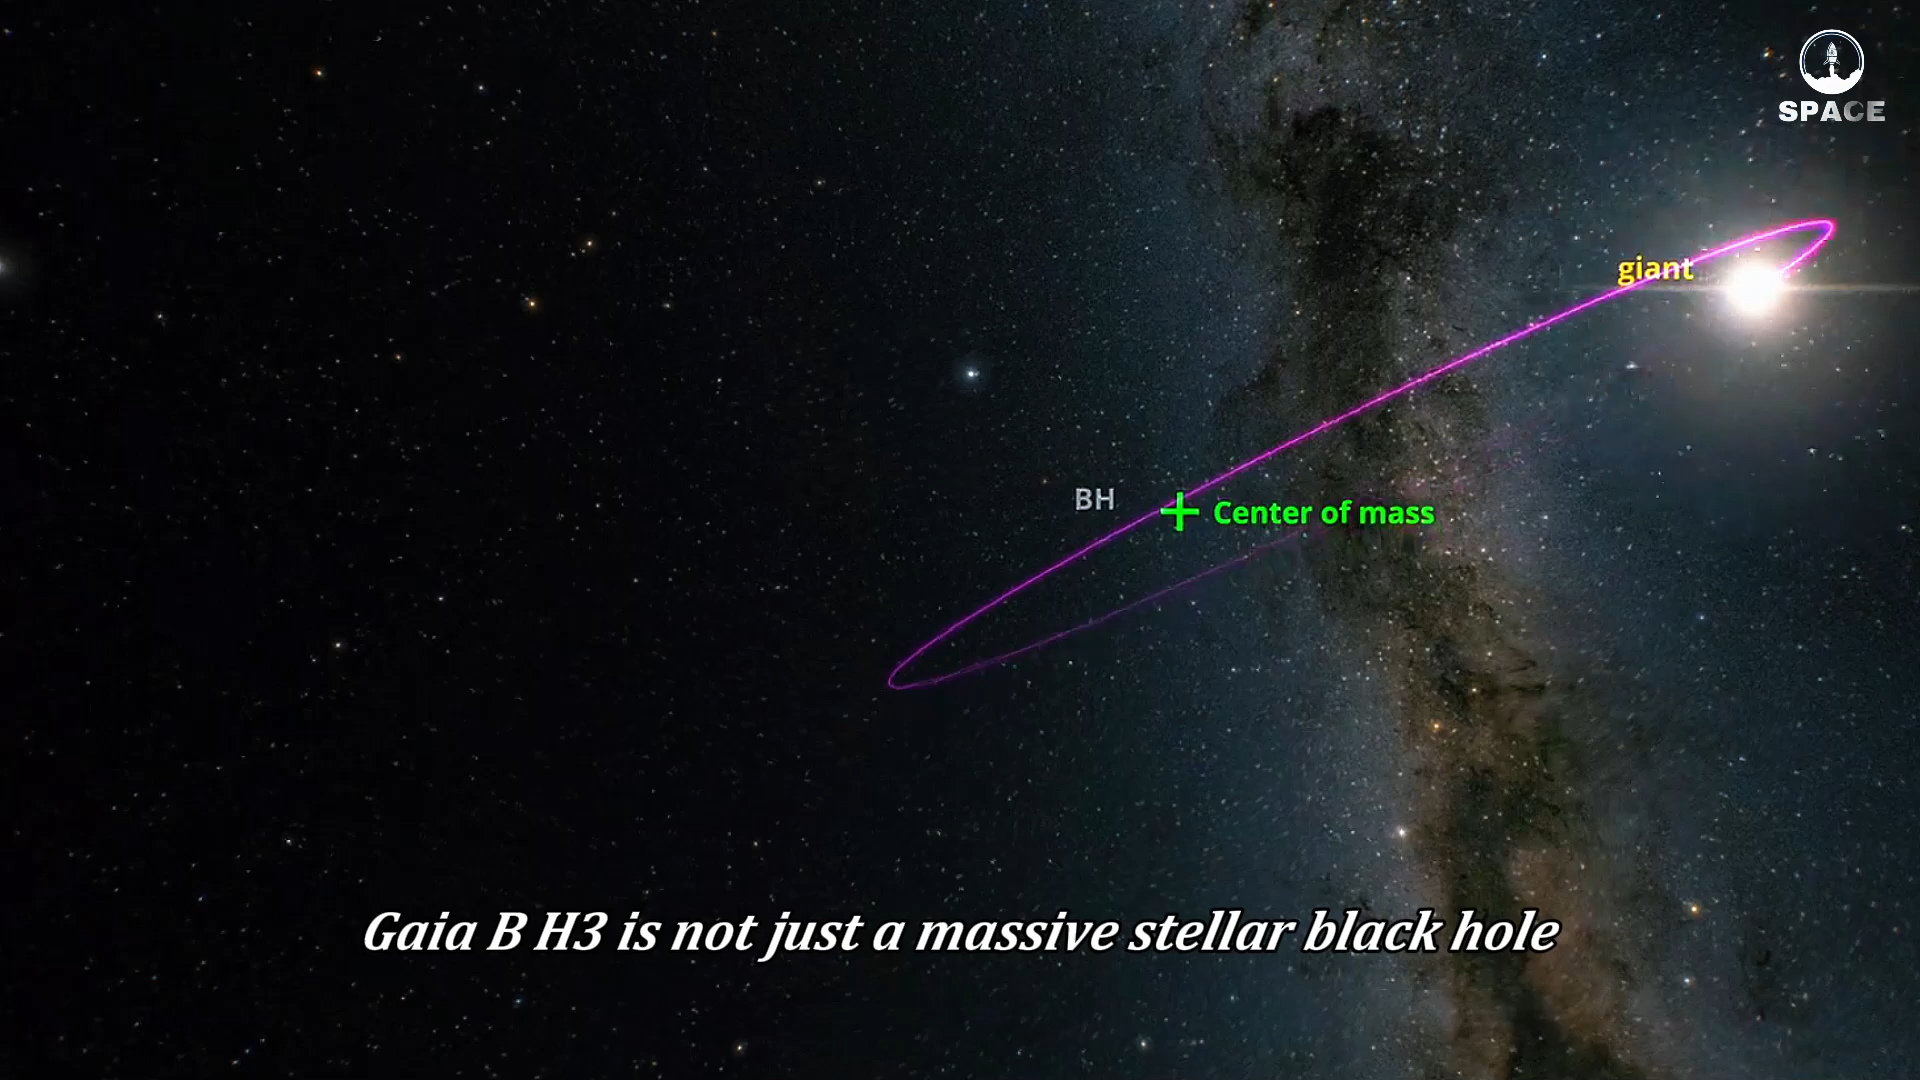 SPACE
giant
BH
Center of mass
Gaia B H3 is not just a massive stellar black hole